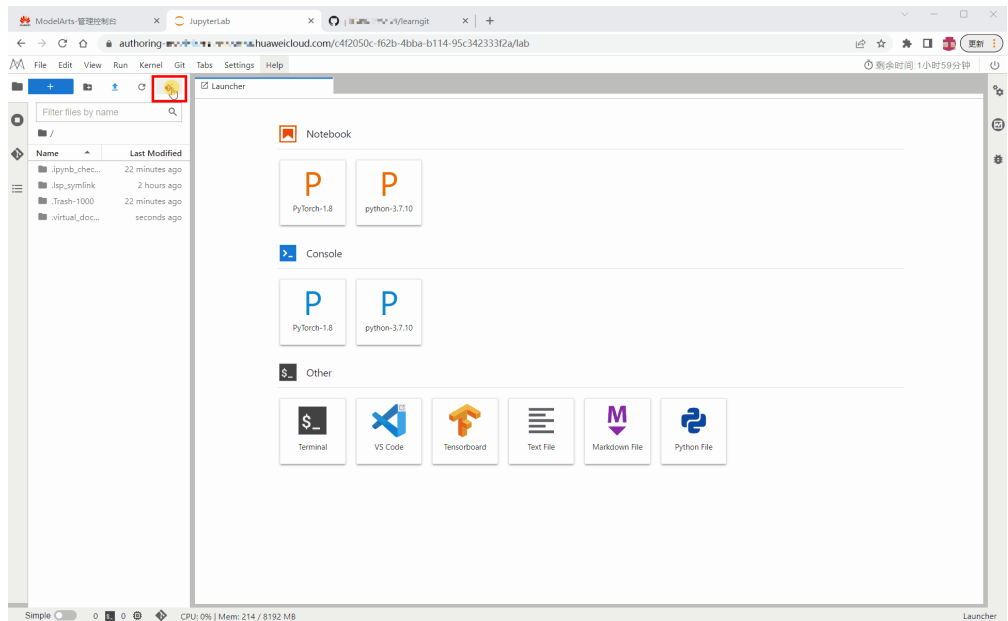 ModelArts-管理控制台
JupyterLab
/learngit
authoring-
huaweicloud.com/c4f2050c-f62b-4bba-b114-95c342333f2a/lab
更新
File Edit View Run Kernel Git Tabs Settings Help
剩余时间:1小时59分钟
Launcher
Filter files by name
/
Name Last Modified
.ipynb_chec... 22 minutes ago
.lsp_symlink 2 hours ago
.Trash-1000 22 minutes ago
.virtual_doc... seconds ago
Notebook
P P
PyTorch-1.8 python-3.7.10
Console
P P
PyTorch-1.8 python-3.7.10
$_ Other
$_ M
Terminal VS Code Tensorboard Text File Markdown File Python File
Simple 0 $_ 0 CPU: 0% | Mem: 214 / 8192 MB Launcher